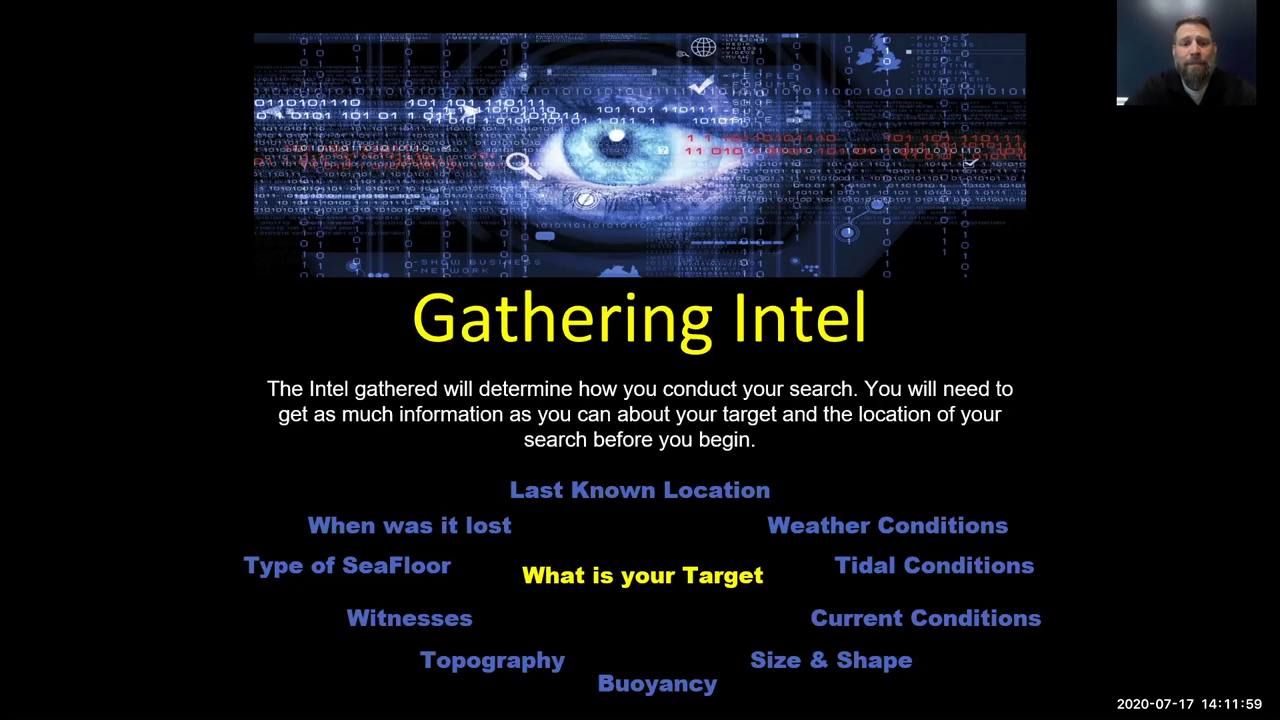 Gathering Intel
The Intel gathered will determine how you conduct your search. You will need to
get as much information as you can about your target and the location of your
search before you begin.
Last Known Location
When was it lost
Weather Conditions
Type of SeaFloor
What is your Target
Tidal Conditions
Witnesses
Current Conditions
Topography
Size & Shape
Buoyancy
2020-07-17 14:11:59